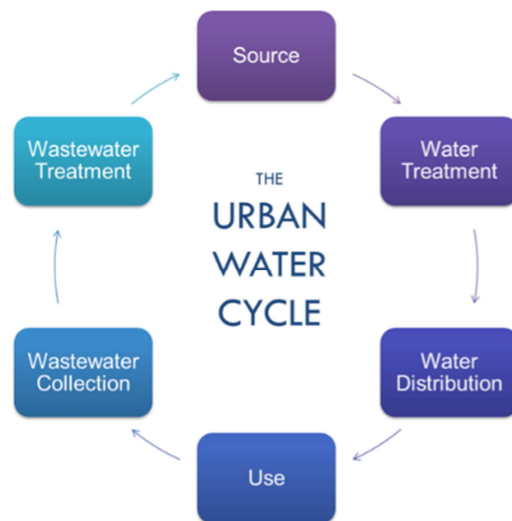 Source
Water
Treatment
Water
Distribution
Use
Wastewater
Collection
Wastewater
Treatment
THE
URBAN
WATER
CYCLE